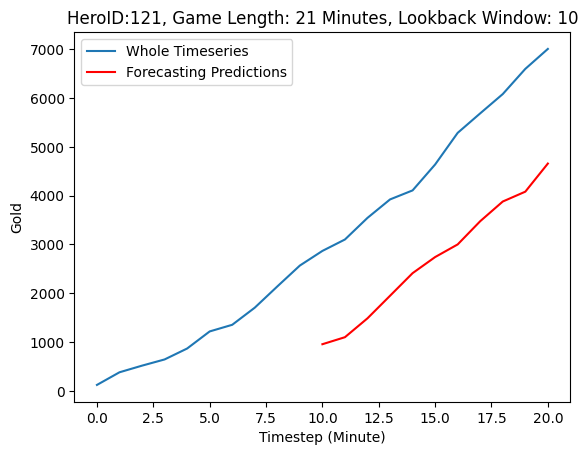 HeroID:121, Game Length: 21 Minutes, Lookback Window: 10
Whole Timeseries
Forecasting Predictions
7000
6000
5000
4000
3000
2000
1000
0
Gold
0.0 2.5 5.0 7.5 10.0 12.5 15.0 17.5 20.0
Timestep (Minute)